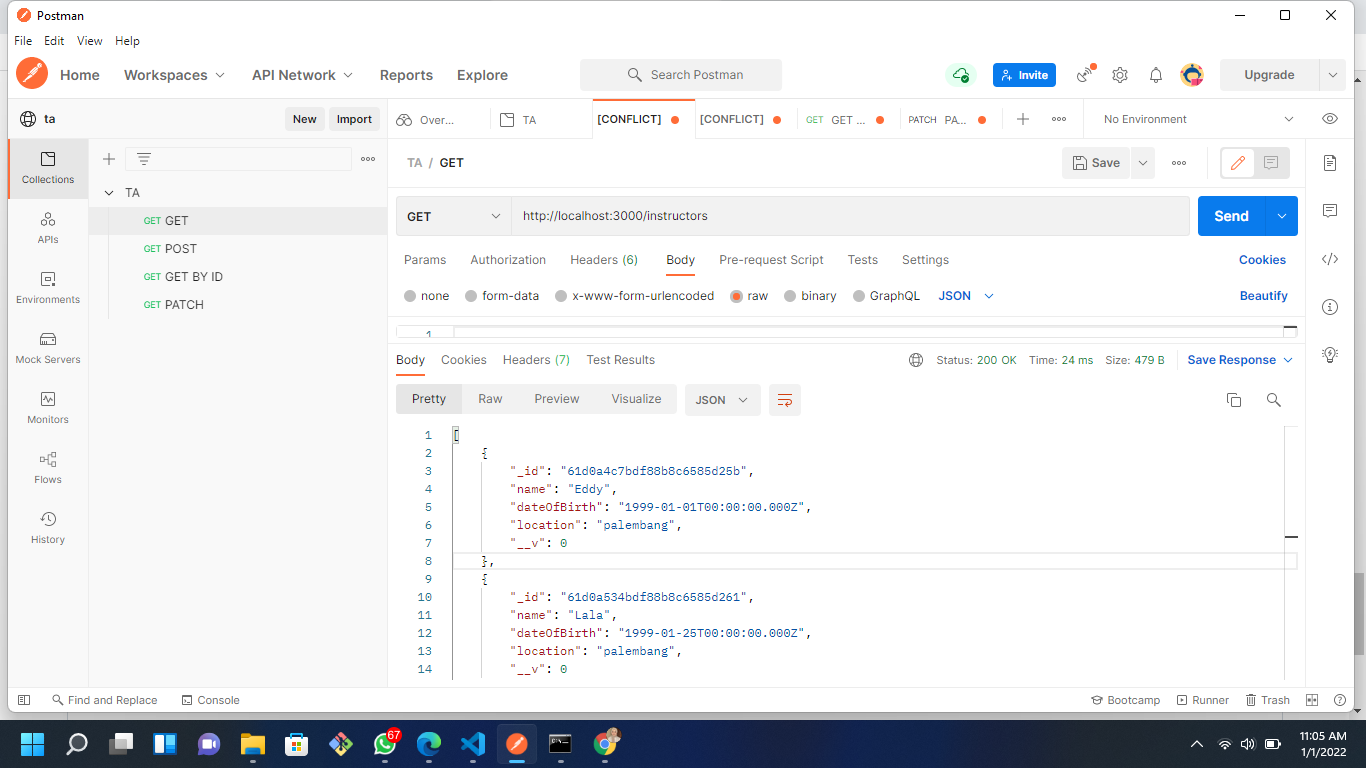 Postman
File Edit View Help
Home Workspaces API Network Reports Explore Search Postman Invite Upgrade
ta New Import Over... TA [CONFLICT] [CONFLICT] GET GET ... PATCH PA... No Environment
Collections
APIs
Environments
Mock Servers
Monitors
Flows
History
TA
GET GET
GET POST
GET GET BY ID
GET PATCH
TA / GET Save
GET http://localhost:3000/instructors Send
Params Authorization Headers (6) Body Pre-request Script Tests Settings Cookies
none form-data x-www-form-urlencoded raw binary GraphQL JSON Beautify
1
Body Cookies Headers (7) Test Results Status: 200 OK Time: 24 ms Size: 479 B Save Response
Pretty Raw Preview Visualize JSON
1 [
2 {
3 "_id": "61d0a4c7bdf88b8c6585d25b",
4 "name": "Eddy",
5 "dateOfBirth": "1999-01-01T00:00:00.000Z",
6 "location": "palembang",
7 "__v": 0
8 },
9 {
10 "_id": "61d0a534bdf88b8c6585d261",
11 "name": "Lala",
12 "dateOfBirth": "1999-01-25T00:00:00.000Z",
13 "location": "palembang",
14 "__v": 0
Find and Replace Console Bootcamp Runner Trash
67
11:05 AM
1/1/2022